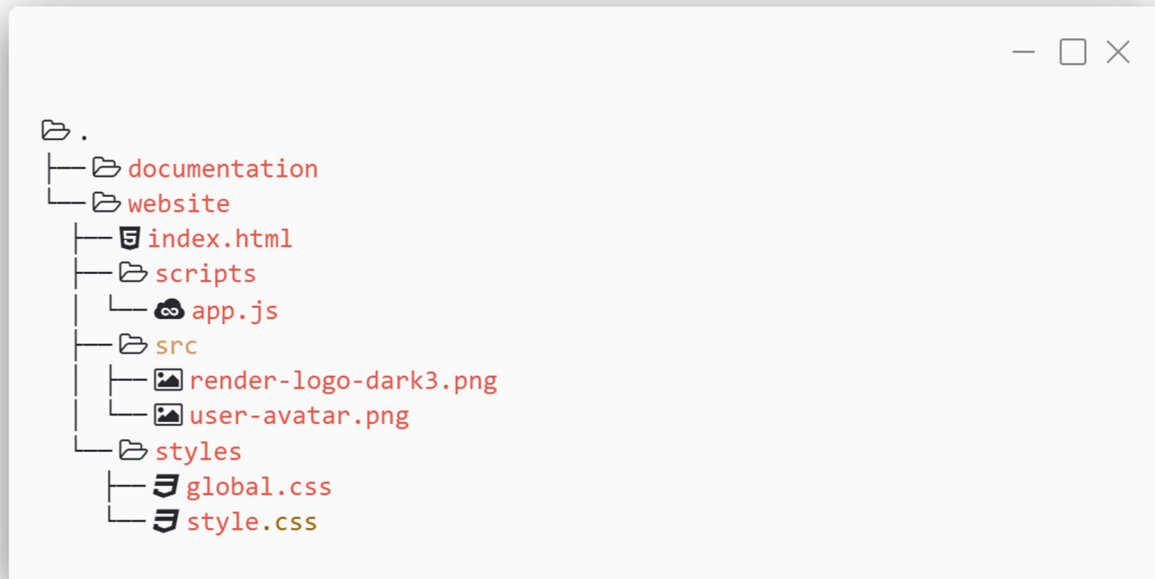 .
├── documentation
└── website
├── index.html
├── scripts
│ └── app.js
├── src
│ ├── render-logo-dark3.png
│ └── user-avatar.png
└── styles
├── global.css
└── style.css